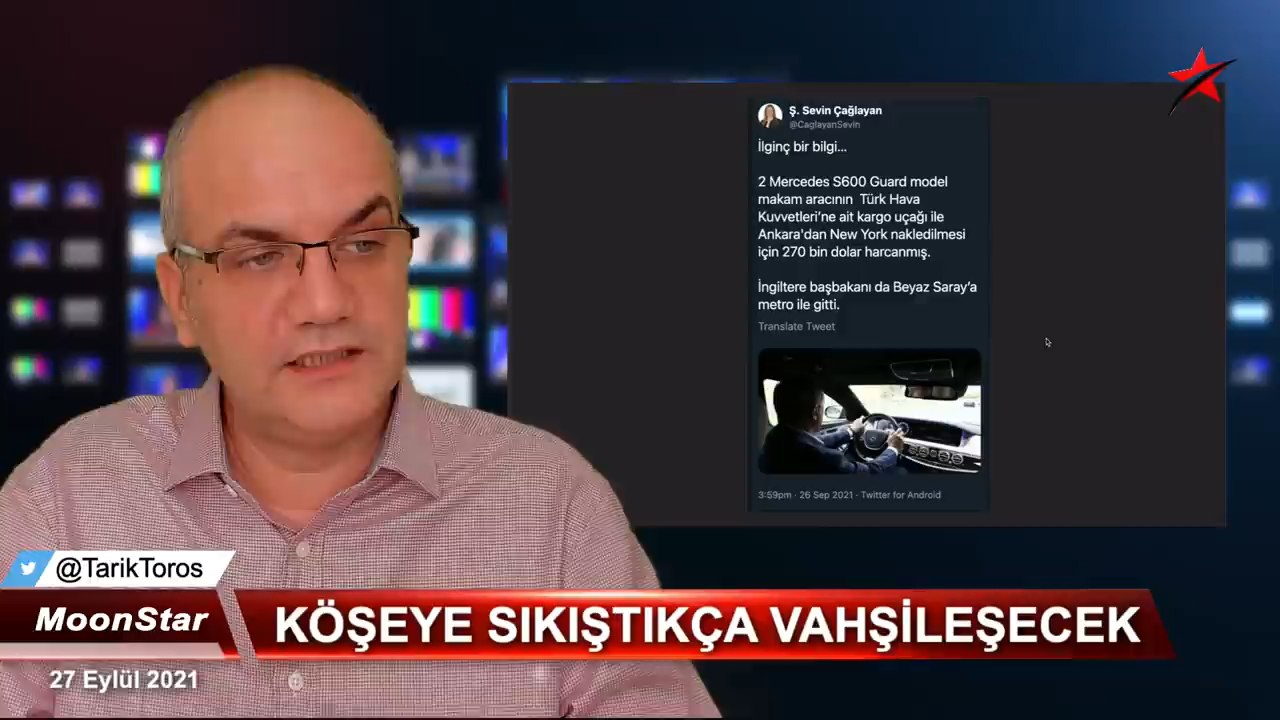 Ş. Sevin Çağlayan
@CaglayanSevin
İlginç bir bilgi...
2 Mercedes S600 Guard model
makam aracının Türk Hava
Kuvvetleri’ne ait kargo uçağı ile
Ankara'dan New York nakledilmesi
için 270 bin dolar harcanmış.
İngiltere başbakanı da Beyaz Saray’a
metro ile gitti.
Translate Tweet
3:59pm · 26 Sep 2021 · Twitter for Android
@TarikToros
MoonStar
KÖŞEYE SIKIŞTIKÇA VAHŞİLEŞECEK
27 Eylül 2021